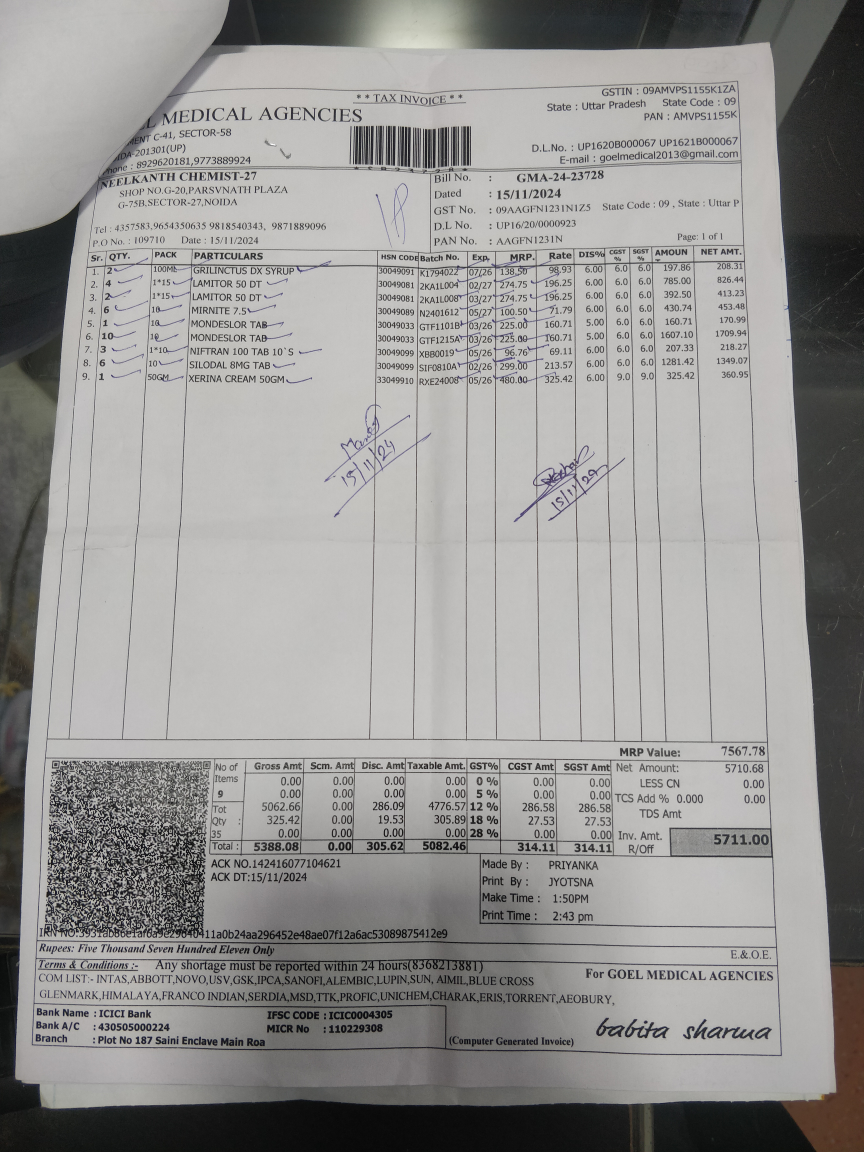 ** TAX INVOICE **
GSTIN : 09AMVPS1155K1ZA
State : Uttar Pradesh State Code : 09
PAN : AMVPS1155K
D.L.No. : UP1620B000067 UP1621B000067
E-mail : goelmedical2013@gmail.com
MEDICAL AGENCIES
C-41, SECTOR-58
-201301(UP)
: 8929620181,9773889924
NEELKANTH CHEMIST-27
SHOP NO.G-20,PARSVNATH PLAZA
G-75B,SECTOR-27,NOIDA
Tel : 4357583,9654350635 9818540343, 9871889096
P.O No. : 109710 Date : 15/11/2024
Bill No. : GMA-24-23728
Dated : 15/11/2024
GST No. : 09AAGFN1231N1Z5 State Code : 09 , State : Uttar P
D.L No. : UP16/20/0000923
PAN No. : AAGFN1231N Page: 1 of 1
Sr. QTY. PACK PARTICULARS HSN CODE Batch No. Exp. MRP. Rate DIS% CGST % SGST % AMOUN NET AMT.
1. 2 100ML GRILINCTUS DX SYRUP 30049091 K1794022 07/26 138.50 98.93 6.00 6.0 6.0 197.86 208.31
2. 4 1*15 LAMITOR 50 DT 30049081 2KA1L004 02/27 274.75 196.25 6.00 6.0 6.0 785.00 826.44
3. 2 1*15 LAMITOR 50 DT 30049081 2KA1L008 03/27 274.75 196.25 6.00 6.0 6.0 392.50 413.23
4. 6 10 MIRNITE 7.5 30049089 N2401612 05/27 100.50 71.79 6.00 6.0 6.0 430.74 453.48
5. 1 10 MONDESLOR TAB 30049033 GTF1101B 03/26 225.00 160.71 5.00 6.0 6.0 160.71 170.99
6. 10 10 MONDESLOR TAB 30049033 GTF1215A 03/26 225.00 160.71 5.00 6.0 6.0 1607.10 1709.94
7. 3 1*10 NIFTRAN 100 TAB 10`S 30049099 XBB0019 05/26 96.76 69.11 6.00 6.0 6.0 207.33 218.27
8. 6 10 SILODAL 8MG TAB 30049099 SIF0810A 02/26 299.00 213.57 6.00 6.0 6.0 1281.42 1349.07
9. 1 50GM XERINA CREAM 50GM 33049910 RXE24008 05/26 480.00 325.42 6.00 9.0 9.0 325.42 360.95
15/11/24
15/11/24
MRP Value: 7567.78
No of Items 9 Tot Qty : 35
Gross Amt Scm. Amt Disc. Amt Taxable Amt. GST% CGST Amt SGST Amt
0.00 0.00 0.00 0.00 0 % 0.00 0.00
0.00 0.00 0.00 0.00 5 % 0.00 0.00
5062.66 0.00 286.09 4776.57 12 % 286.58 286.58
325.42 0.00 19.53 305.89 18 % 27.53 27.53
0.00 0.00 0.00 0.00 28 % 0.00 0.00
Total : 5388.08 0.00 305.62 5082.46 314.11 314.11
Net Amount: 5710.68
LESS CN 0.00
TCS Add % 0.000 0.00
TDS Amt
Inv. Amt. R/Off 5711.00
ACK NO.142416077104621
ACK DT:15/11/2024
Made By : PRIYANKA
Print By : JYOTSNA
Make Time : 1:50PM
Print Time : 2:43 pm
Rupees: Five Thousand Seven Hundred Eleven Only
E.&O.E.
Terms & Conditions :- Any shortage must be reported within 24 hours(8368213881)
COM LIST:- INTAS,ABBOTT,NOVO,USV,GSK,IPCA,SANOFI,ALEMBIC,LUPIN,SUN, AIMIL,BLUE CROSS
GLENMARK,HIMALAYA,FRANCO INDIAN,SERDIA,MSD,TTK,PROFIC,UNICHEM,CHARAK,ERIS,TORRENT,AEOBURY,
For GOEL MEDICAL AGENCIES
Bank Name : ICICI Bank IFSC CODE : ICIC0004305
Bank A/C : 430505000224 MICR No : 110229308
Branch : Plot No 187 Saini Enclave Main Roa
(Computer Generated Invoice)
babita sharma